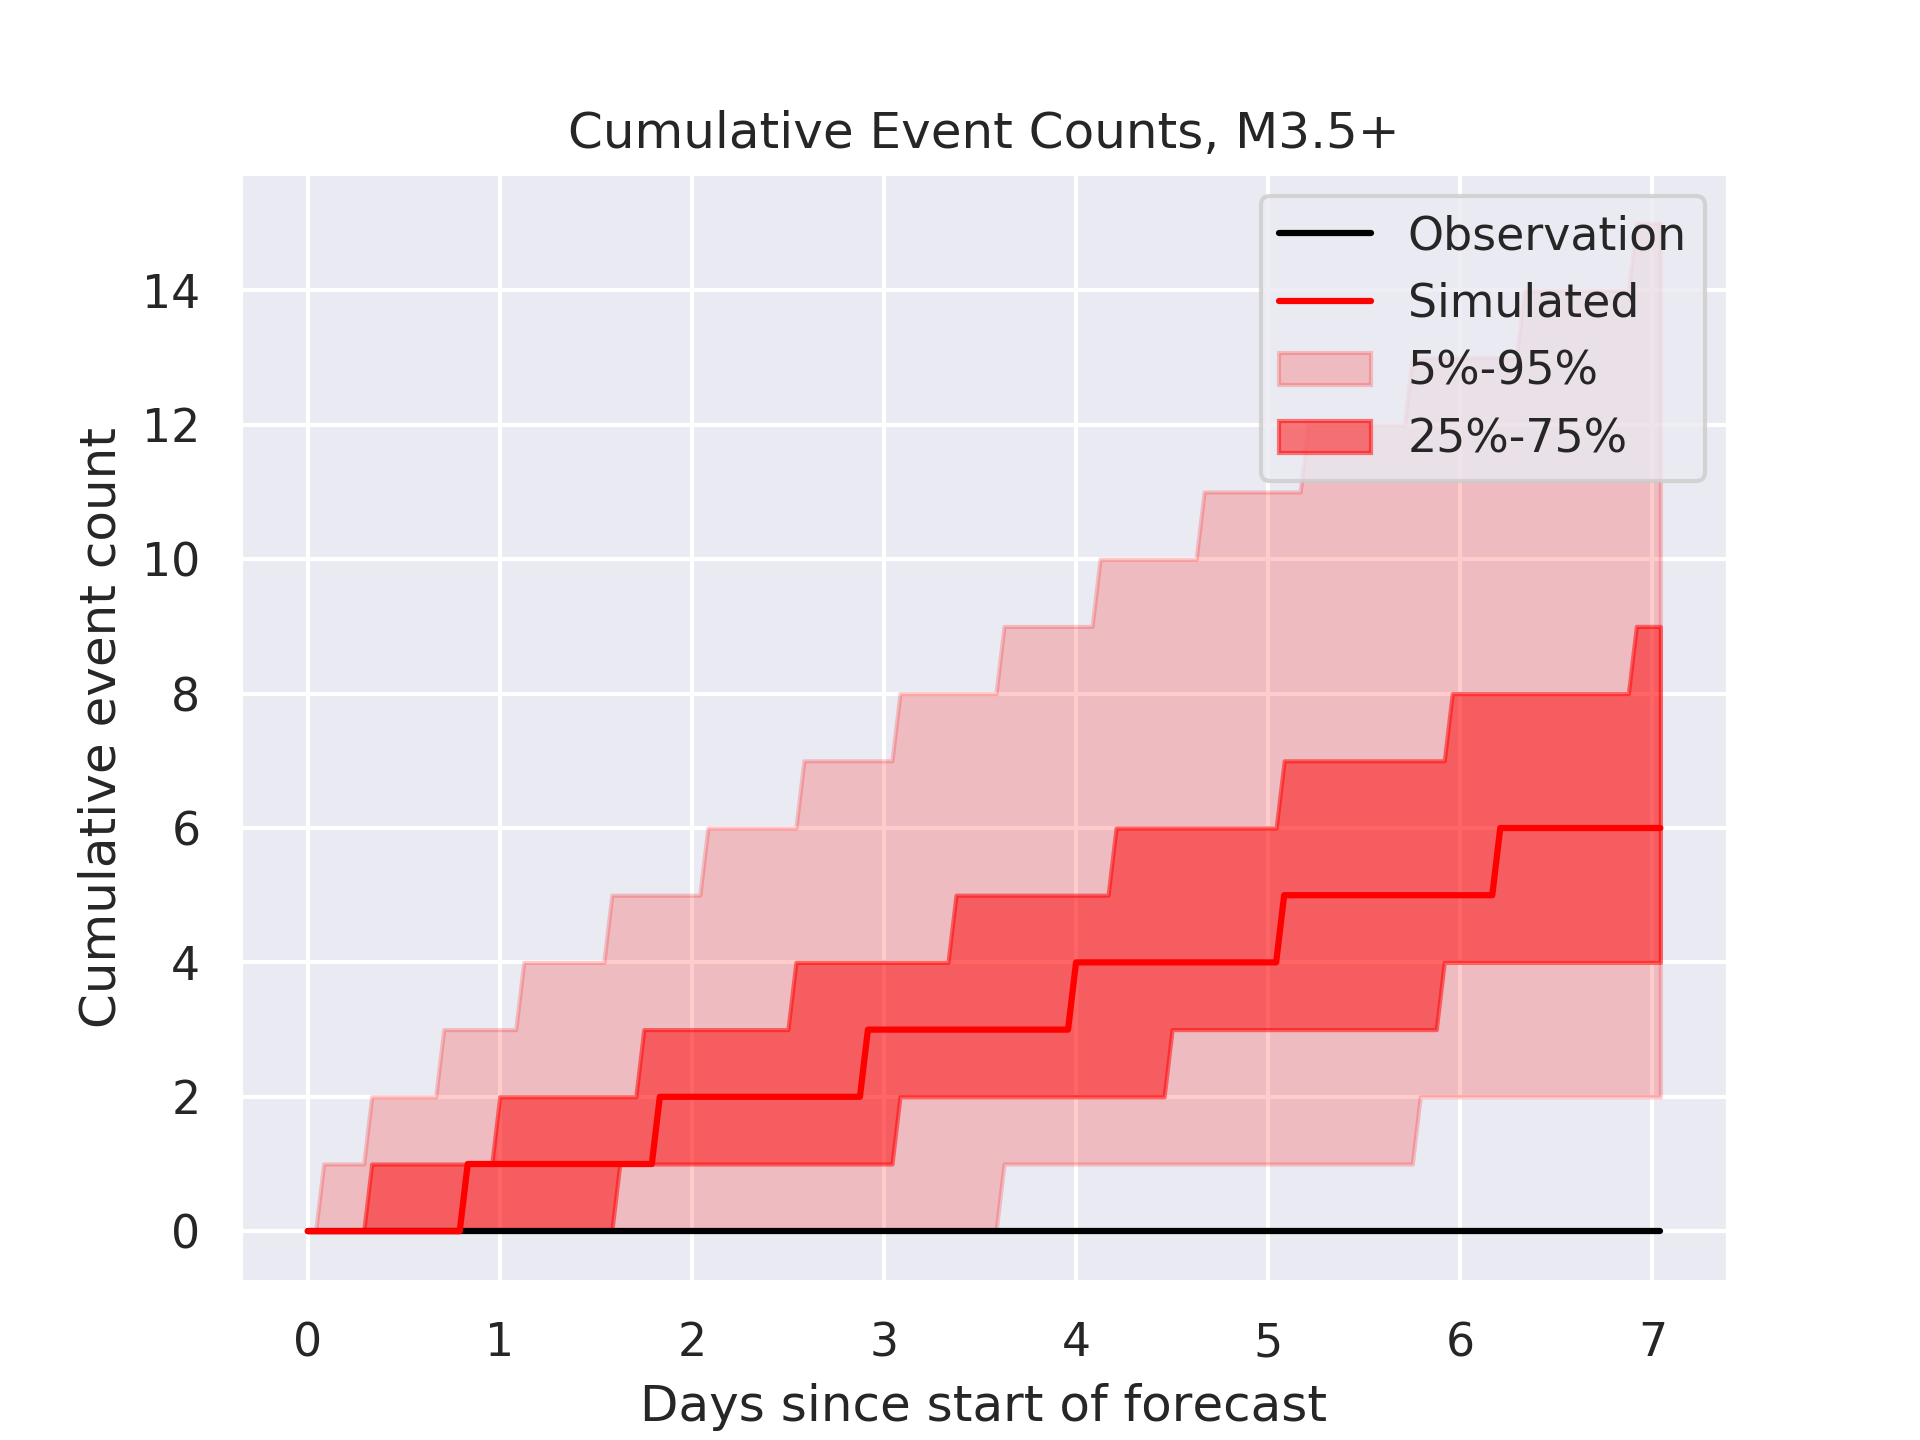 Cumulative Event Counts, M3.5+
Observation
Simulated
5%-95%
25%-75%
Cumulative event count
14
12
10
8
6
4
2
0
0 1 2 3 4 5 6 7
Days since start of forecast